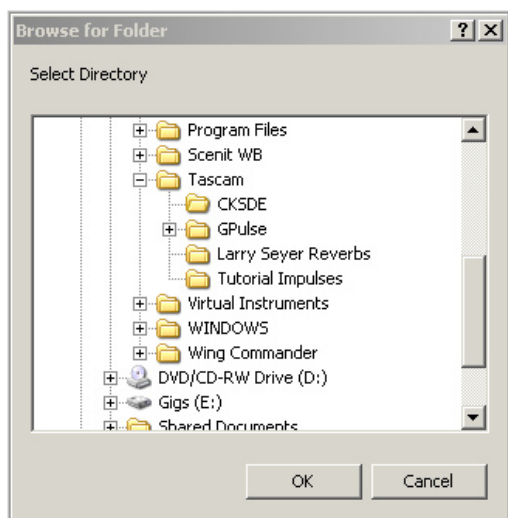 Browse for Folder
Select Directory
Program Files
Scenit WB
Tascam
CKSDE
GPulse
Larry Seyer Reverbs
Tutorial Impulses
Virtual Instruments
WINDOWS
Wing Commander
DVD/CD-RW Drive (D:)
Gigs (E:)
Shared Documents
OK Cancel